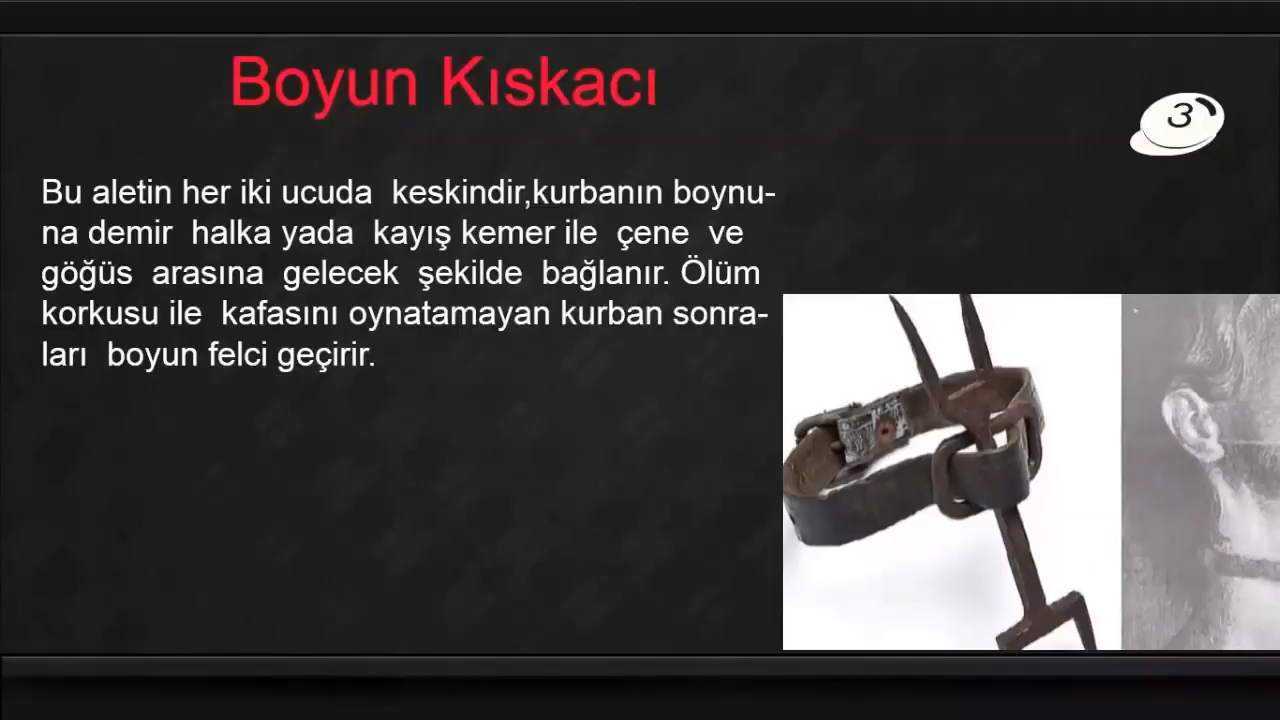 Boyun Kıskacı
3
Bu aletin her iki ucuda keskindir,kurbanın boynu-
na demir halka yada kayış kemer ile çene ve
göğüs arasına gelecek şekilde bağlanır. Ölüm
korkusu ile kafasını oynatamayan kurban sonra-
ları boyun felci geçirir.